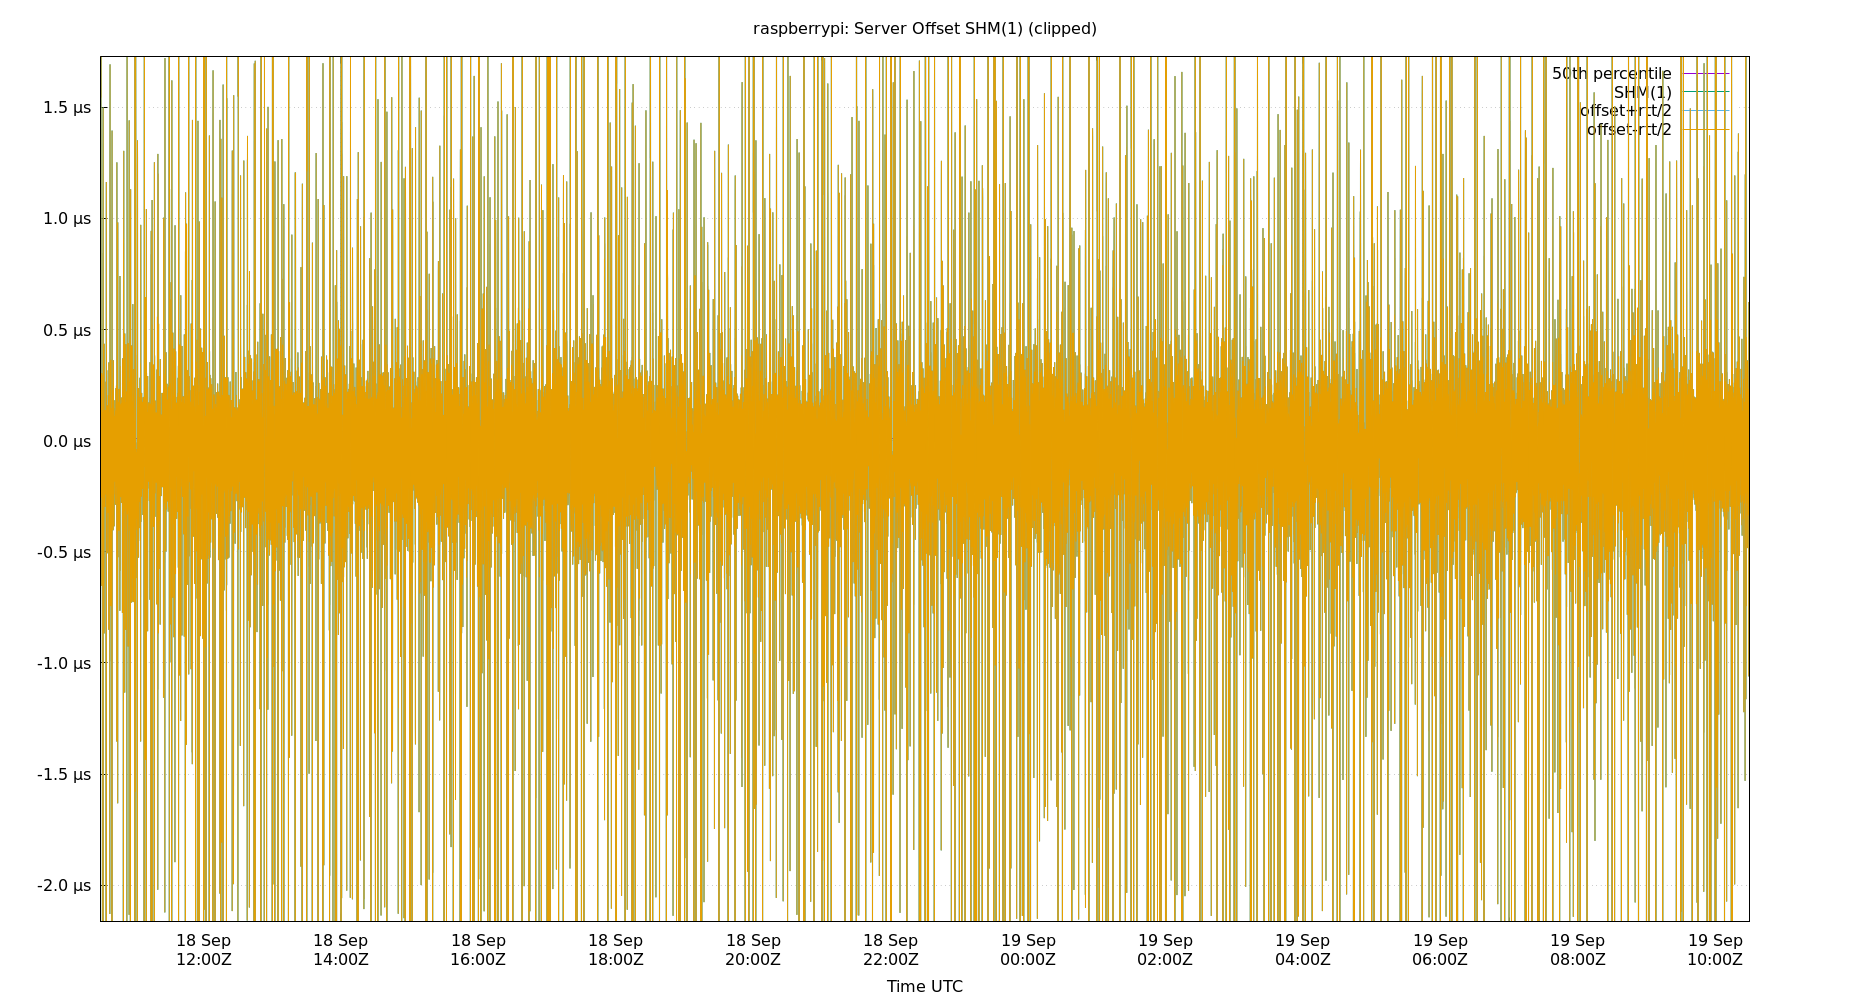 raspberrypi: Server Offset SHM(1) (clipped)
50th percentile
SHM(1)
offset+rtt/2
offset-rtt/2
1.5 µs
1.0 µs
0.5 µs
0.0 µs
-0.5 µs
-1.0 µs
-1.5 µs
-2.0 µs
18 Sep 18 Sep 18 Sep 18 Sep 18 Sep 18 Sep 19 Sep 19 Sep 19 Sep 19 Sep 19 Sep 19 Sep
12:00Z 14:00Z 16:00Z 18:00Z 20:00Z 22:00Z 00:00Z 02:00Z 04:00Z 06:00Z 08:00Z 10:00Z
Time UTC